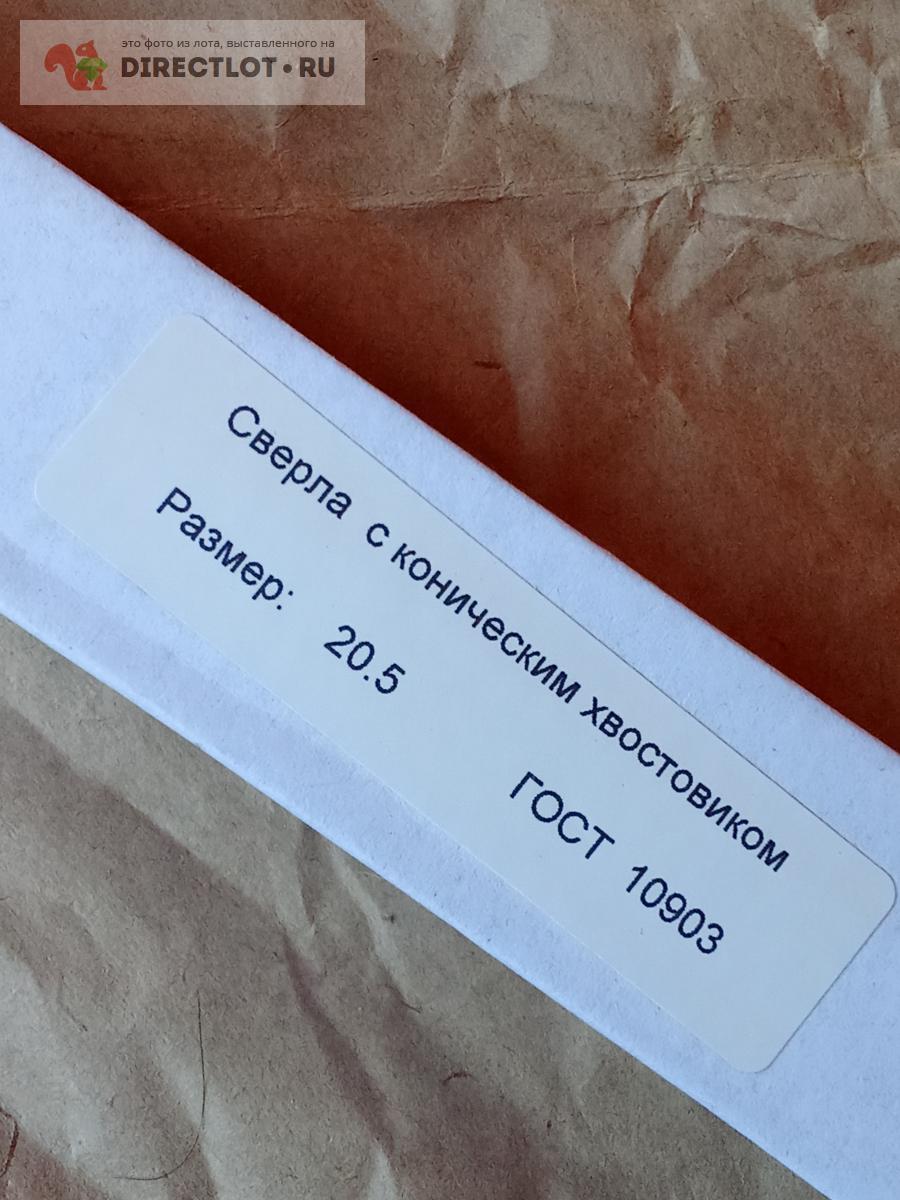 это фото из лота, выставленного на
DIRECTLOT•RU
Сверла с коническим хвостовиком
Размер: 20.5 ГОСТ 10903